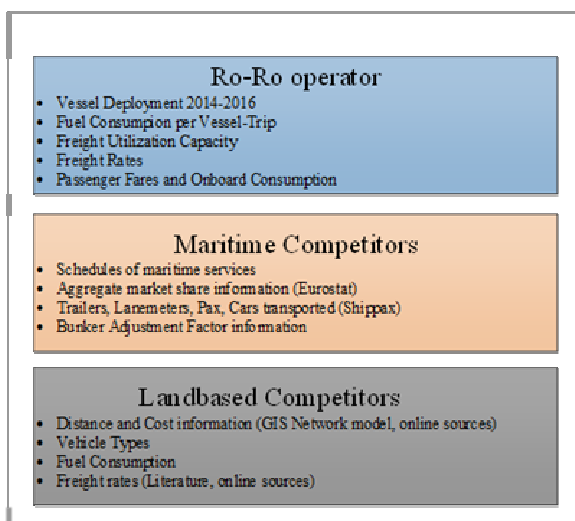 Ro-Ro operator
• Vessel Deployment 2014-2016
• Fuel Consumpion per Vessel-Trip
• Freight Utilization Capacity
• Freight Rates
• Passenger Fares and Onboard Consumption
Maritime Competitors
• Schedules of maritime services
• Aggregate market share information (Eurostat)
• Trailers, Lanemeters, Pax, Cars transported (Shippax)
• Bunker Adjustment Factor information
Landbased Competitors
• Distance and Cost information (GIS Network model, online sources)
• Vehicle Types
• Fuel Consumption
• Freight rates (Literature, online sources)